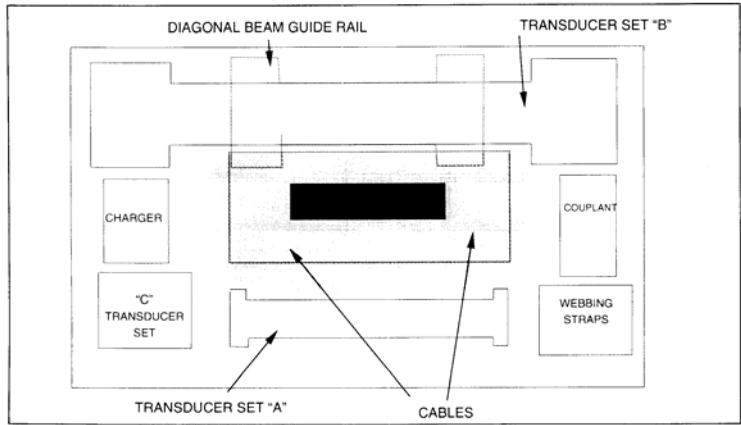 DIAGONAL BEAM GUIDE RAIL
TRANSDUCER SET "B"
CHARGER
COUPLANT
"C"
TRANSDUCER
SET
WEBBING
STRAPS
TRANSDUCER SET "A"
CABLES